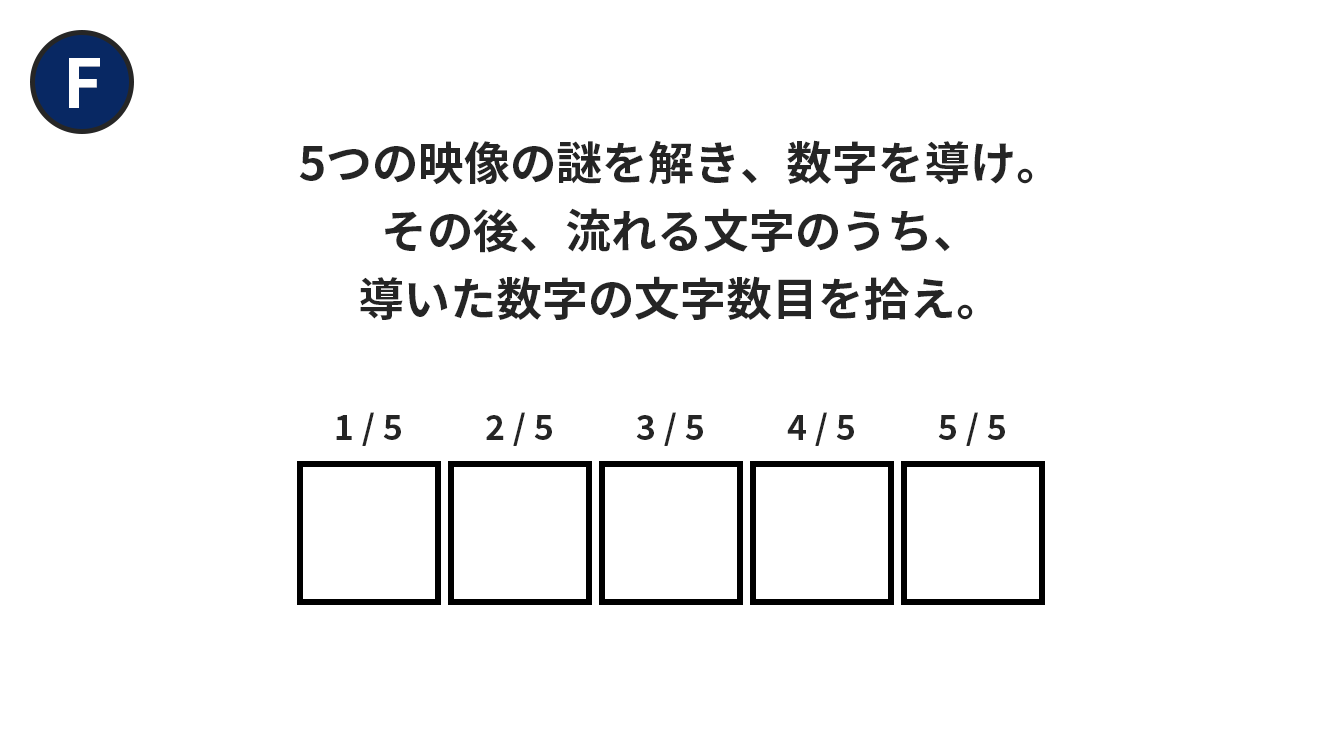 F
5つの映像の謎を解き、数字を導け。
その後、流れる文字のうち、
導いた数字の文字数目を拾え。
1 / 5 2 / 5 3 / 5 4 / 5 5 / 5